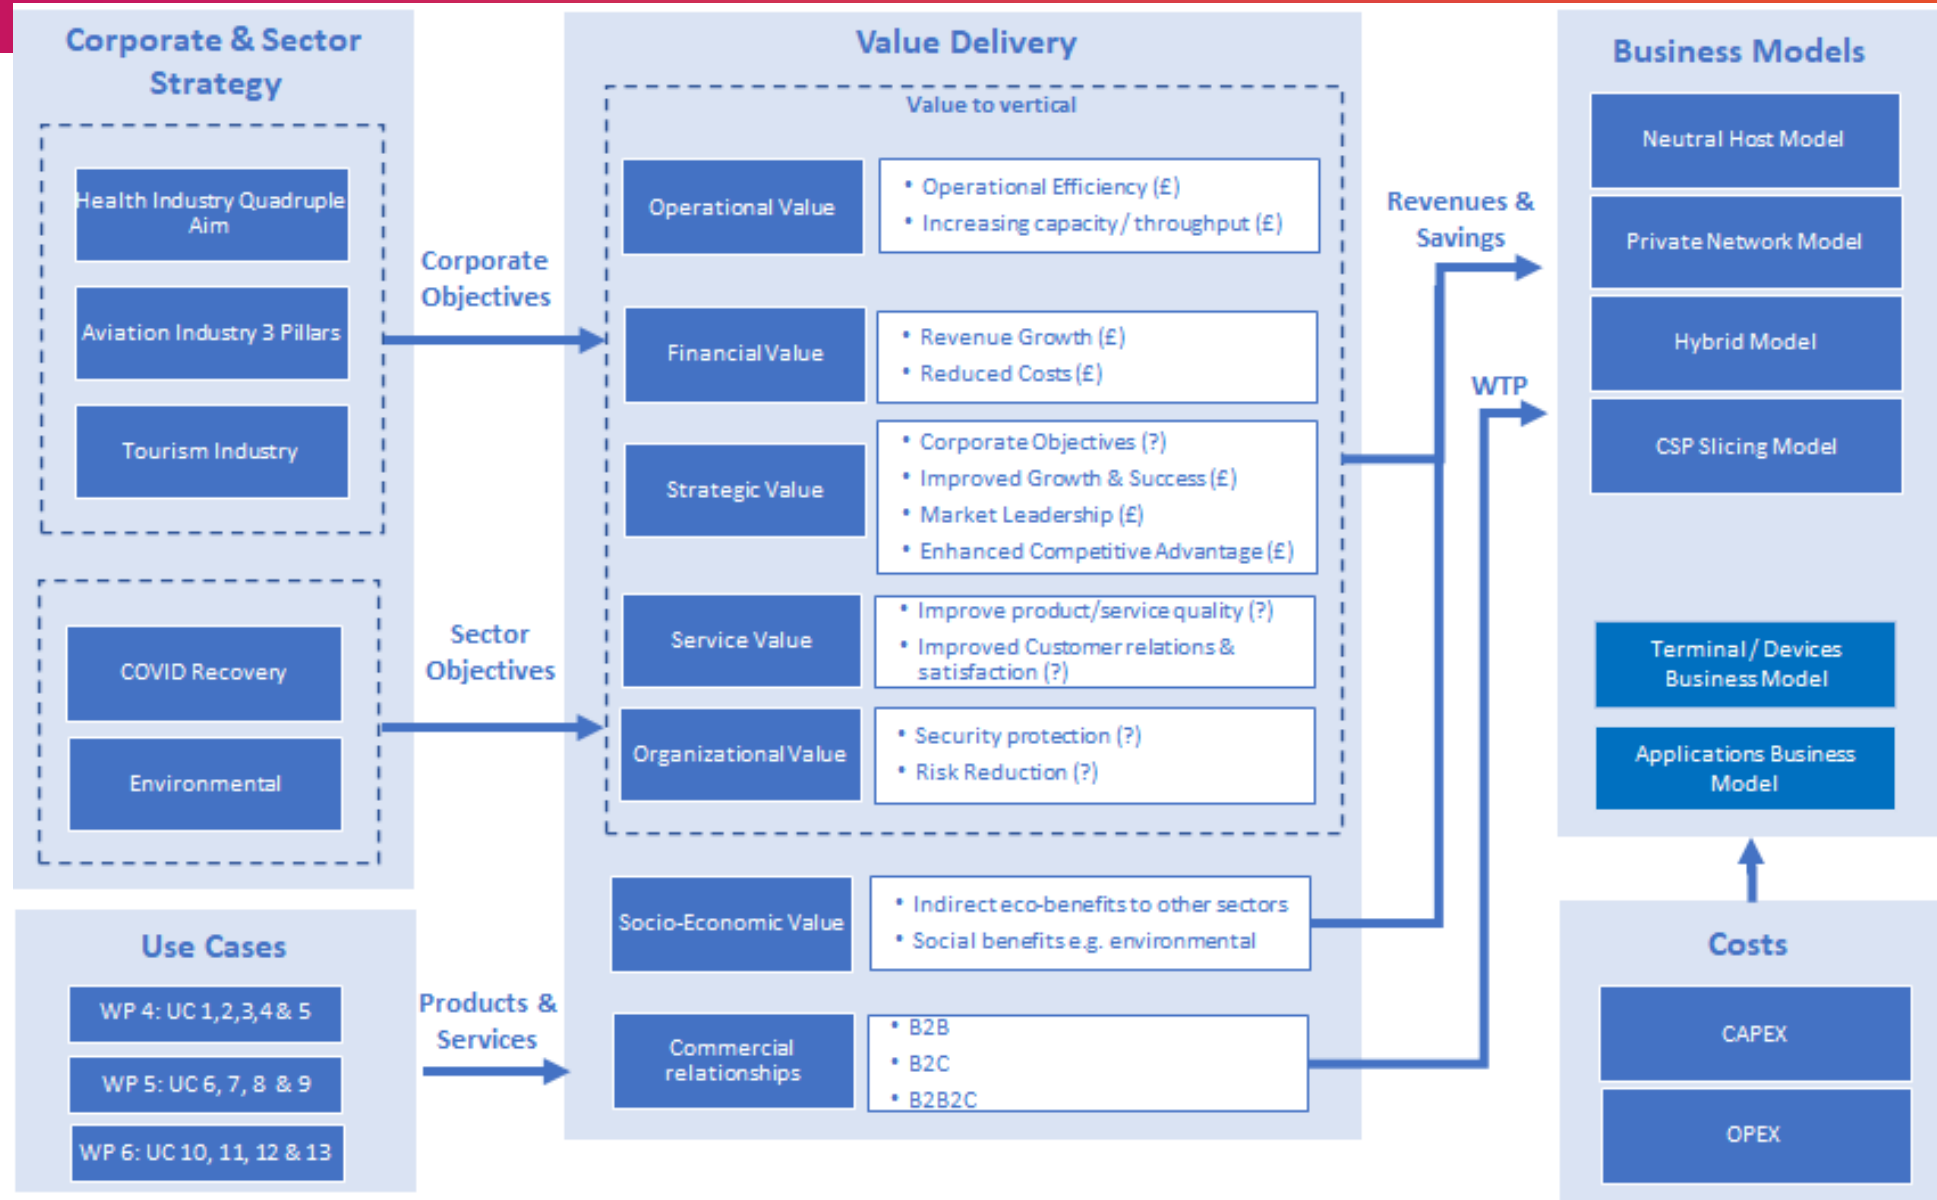 Corporate & Sector
Strategy
Health Industry Quadruple
Aim
Aviation Industry 3 Pillars
Tourism Industry
COVID Recovery
Environmental
Use Cases
WP 4: UC 1,2,3,4 & 5
WP 5: UC 6, 7, 8 & 9
WP 6: UC 10, 11, 12 & 13
Corporate
Objectives
Sector
Objectives
Products &
Services
Value Delivery
Value to vertical
Operational Value
• Operational Efficiency (£)
• Increasing capacity / throughput (£)
Financial Value
• Revenue Growth (£)
• Reduced Costs (£)
Strategic Value
• Corporate Objectives (?)
• Improved Growth & Success (£)
• Market Leadership (£)
• Enhanced Competitive Advantage (£)
Service Value
• Improve product/service quality (?)
• Improved Customer relations &
satisfaction (?)
Organizational Value
• Security protection (?)
• Risk Reduction (?)
Socio-Economic Value
• Indirect eco-benefits to other sectors
• Social benefits e.g. environmental
Commercial
relationships
• B2B
• B2C
• B2B2C
Revenues &
Savings
WTP
Business Models
Neutral Host Model
Private Network Model
Hybrid Model
CSP Slicing Model
Terminal / Devices
Business Model
Applications Business
Model
Costs
CAPEX
OPEX